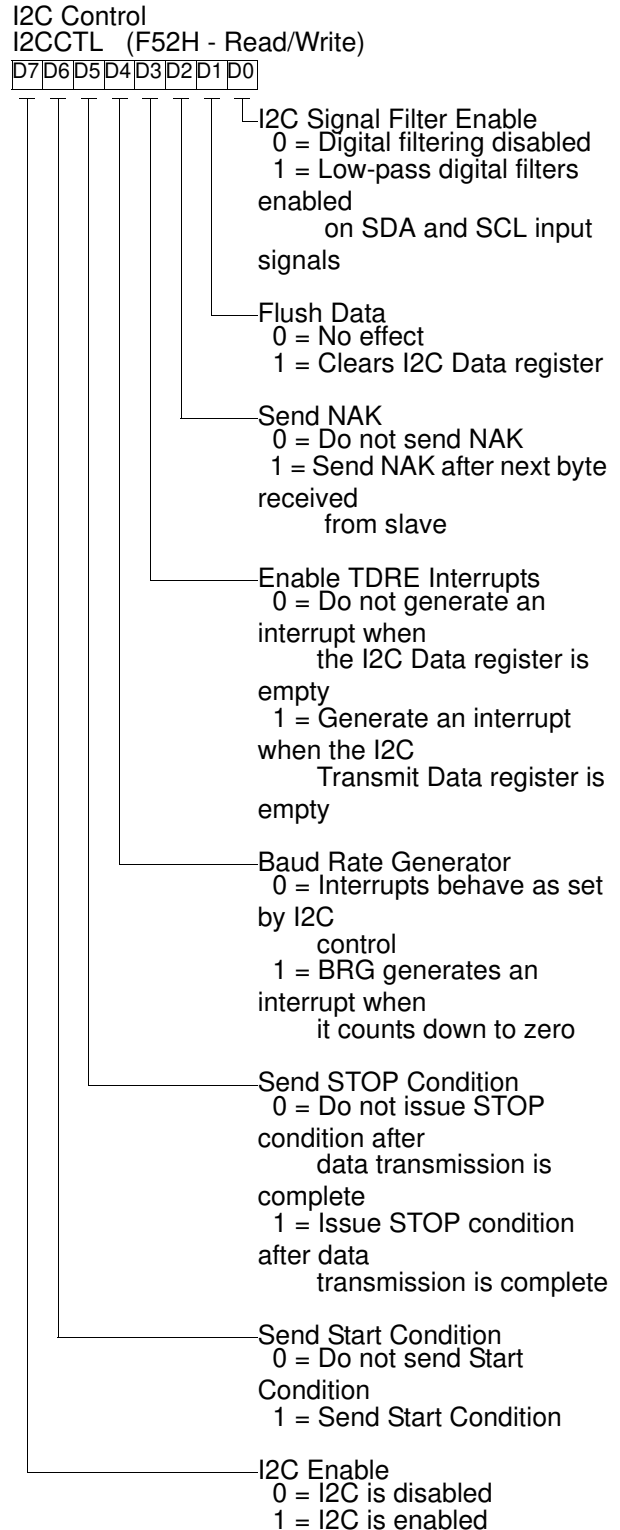 I2C Control
I2CCTL (F52H - Read/Write)
D7 D6 D5 D4 D3 D2 D1 D0
I2C Signal Filter Enable
0 = Digital filtering disabled
1 = Low-pass digital filters
enabled
on SDA and SCL input
signals
Flush Data
0 = No effect
1 = Clears I2C Data register
Send NAK
0 = Do not send NAK
1 = Send NAK after next byte
received
from slave
Enable TDRE Interrupts
0 = Do not generate an
interrupt when
the I2C Data register is
empty
1 = Generate an interrupt
when the I2C
Transmit Data register is
empty
Baud Rate Generator
0 = Interrupts behave as set
by I2C
control
1 = BRG generates an
interrupt when
it counts down to zero
Send STOP Condition
0 = Do not issue STOP
condition after
data transmission is
complete
1 = Issue STOP condition
after data
transmission is complete
Send Start Condition
0 = Do not send Start
Condition
1 = Send Start Condition
I2C Enable
0 = I2C is disabled
1 = I2C is enabled